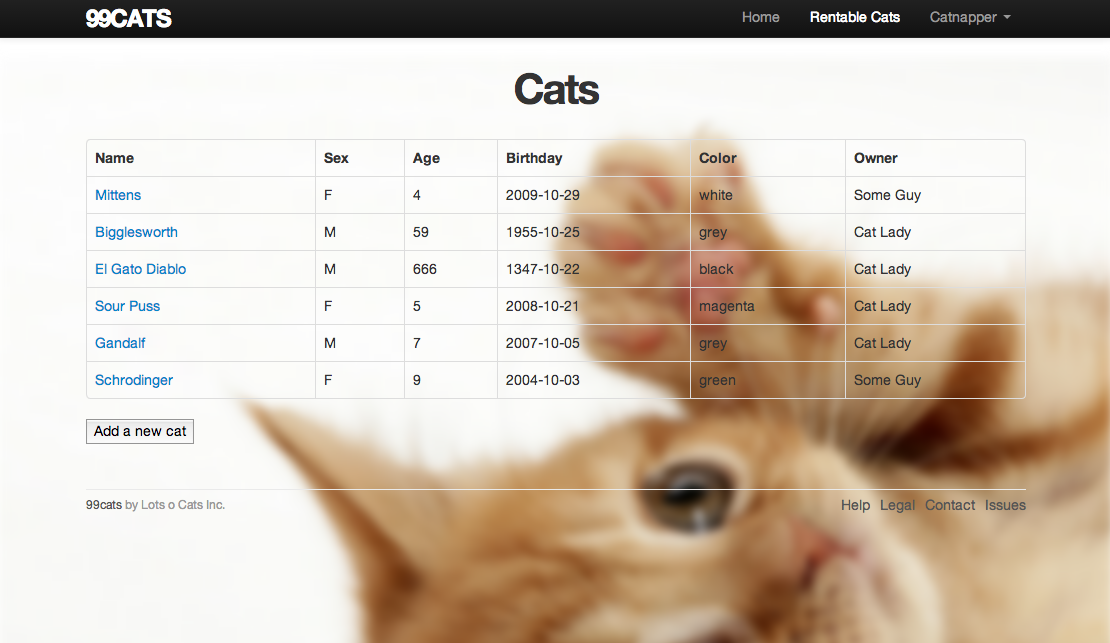 99CATS Home Rentable Cats Catnapper
Cats
Name Sex Age Birthday Color Owner
Mittens F 4 2009-10-29 white Some Guy
Bigglesworth M 59 1955-10-25 grey Cat Lady
El Gato Diablo M 666 1347-10-22 black Cat Lady
Sour Puss F 5 2008-10-21 magenta Cat Lady
Gandalf M 7 2007-10-05 grey Cat Lady
Schrodinger F 9 2004-10-03 green Some Guy
Add a new cat
99cats by Lots o Cats Inc. Help Legal Contact Issues